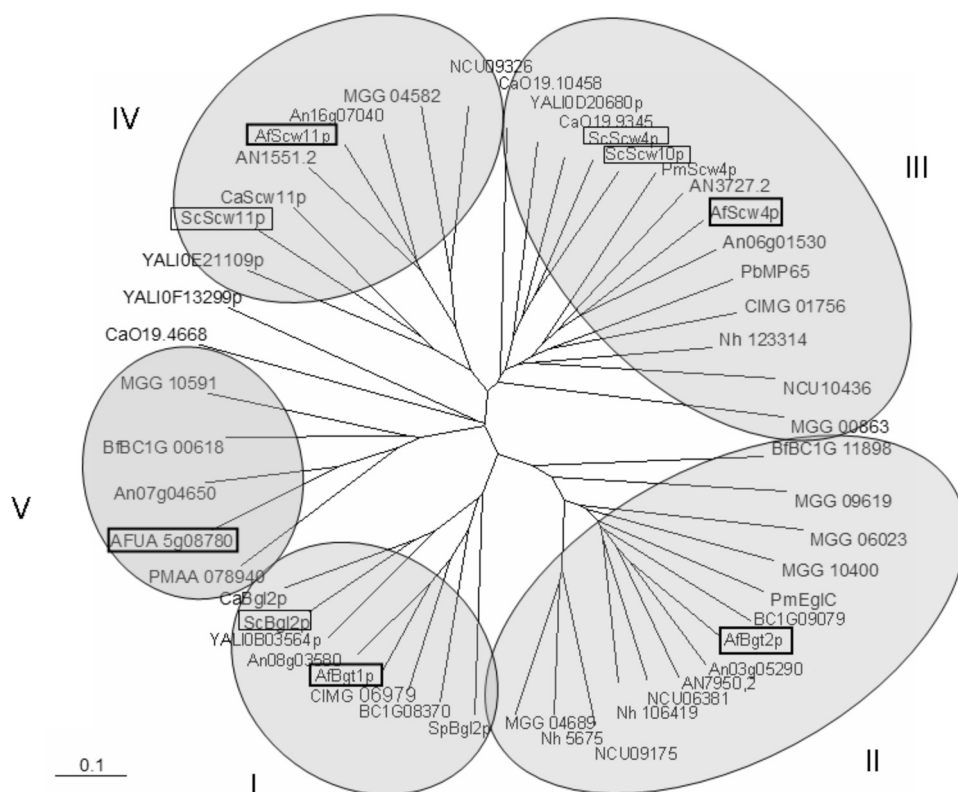 NCU09326
CaO19.10458
MGG 04582
YALI0D20680p
An16g07040
CaO19.9345
IV
AfScw11p
ScScw4p
AN1551.2
ScScw10p
PmScw4p
III
AN3727.2
CaScw11p
AfScw4p
ScScw11p
An06g01530
YALI0E21109p
PbMP65
YALI0F13299p
CIMG 01756
CaO19.4668
Nh 123314
MGG 10591
NCU10436
MGG 00863
BfBC1G 00618
BfBC1G 11898
An07g04650
MGG 09619
V
AFUA 5g08780
MGG 06023
PMAA 078940
MGG 10400
CaBgl2p
PmEglC
ScBgl2p
BC1G09079
YALI0B03564p
AfBgt2p
An08g03580
An03g05290
AfBgt1p
AN7950,2
CIMG 06979
NCU06381
BC1G08370
Nh 106419
SpBgl2p
MGG 04689
Nh 5675
NCU09175
0.1
I
II